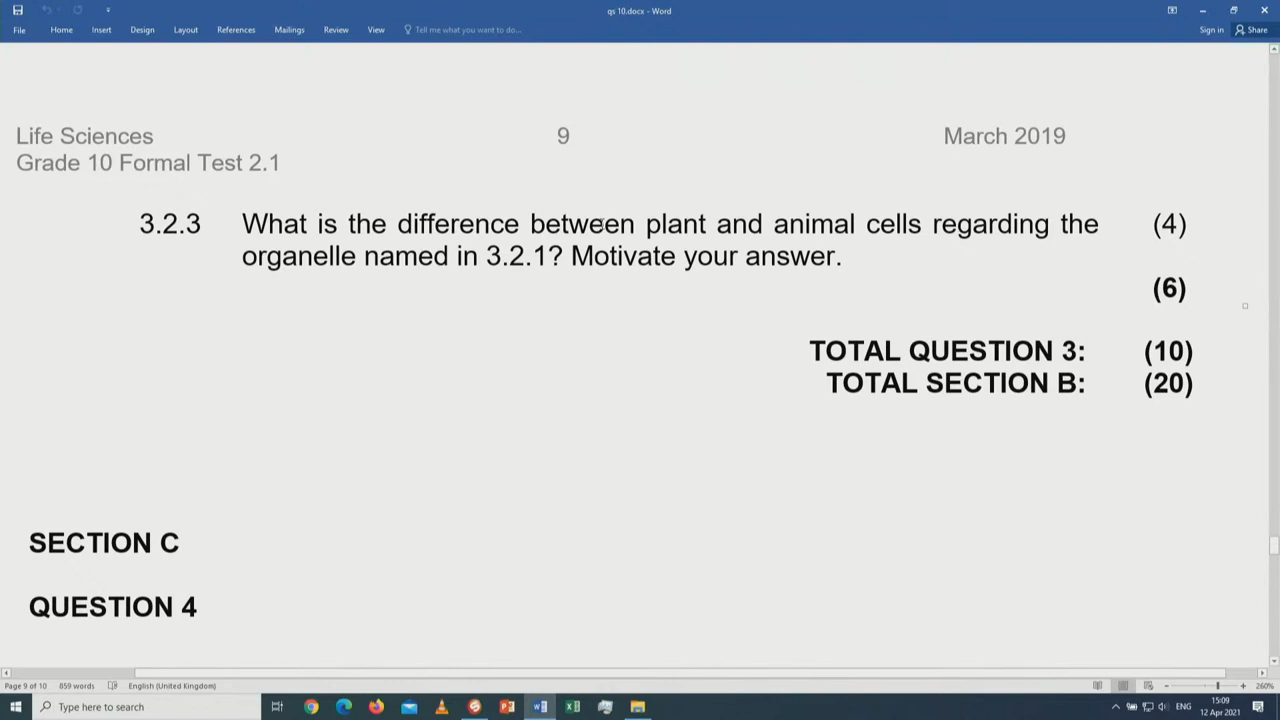 qs 10.docx - Word
File Home Insert Design Layout References Mailings Review View Tell me what you want to do... Sign in Share
Life Sciences 9 March 2019
Grade 10 Formal Test 2.1
3.2.3 What is the difference between plant and animal cells regarding the (4)
organelle named in 3.2.1? Motivate your answer.
(6)
TOTAL QUESTION 3: (10)
TOTAL SECTION B: (20)
SECTION C
QUESTION 4
Page 9 of 10 859 words English (United Kingdom) 260%
Type here to search ENG 15:09
12 Apr 2021